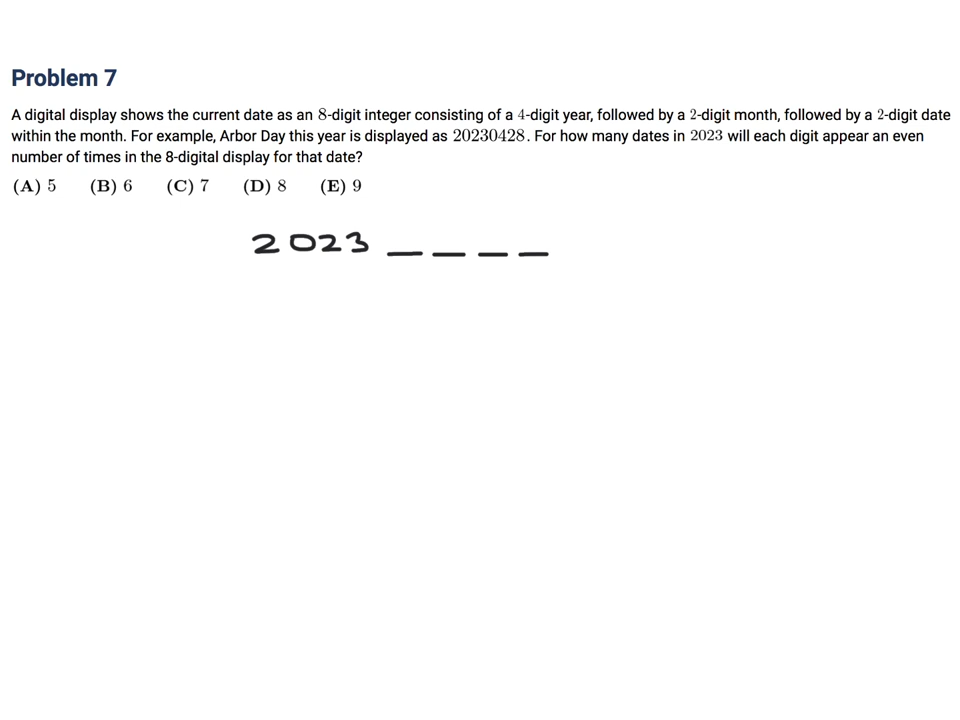 Problem 7
A digital display shows the current date as an 8-digit integer consisting of a 4-digit year, followed by a 2-digit month, followed by a 2-digit date
within the month. For example, Arbor Day this year is displayed as 20230428. For how many dates in 2023 will each digit appear an even
number of times in the 8-digital display for that date?
(A) 5 (B) 6 (C) 7 (D) 8 (E) 9
2023 _ _ _ _